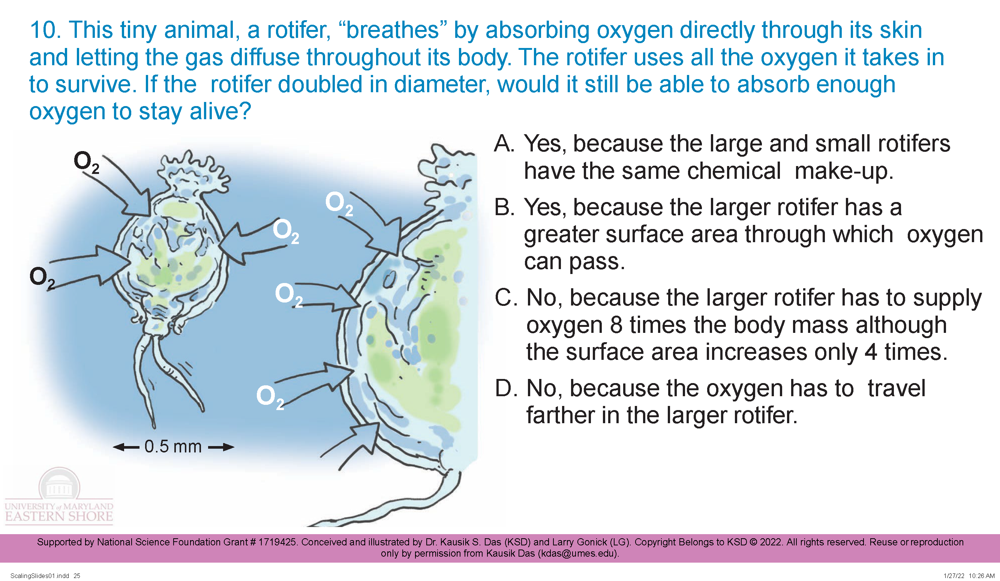 10. This tiny animal, a rotifer, “breathes” by absorbing oxygen directly through its skin
and letting the gas diffuse throughout its body. The rotifer uses all the oxygen it takes in
to survive. If the rotifer doubled in diameter, would it still be able to absorb enough
oxygen to stay alive?
A. Yes, because the large and small rotifers
have the same chemical make-up.
B. Yes, because the larger rotifer has a
greater surface area through which oxygen
can pass.
C. No, because the larger rotifer has to supply
oxygen 8 times the body mass although
the surface area increases only 4 times.
D. No, because the oxygen has to travel
farther in the larger rotifer.
O2
O2
O2
O2
O2
O2
0.5 mm
UNIVERSITY of MARYLAND
EASTERN SHORE
Supported by National Science Foundation Grant # 1719425. Conceived and illustrated by Dr. Kausik S. Das (KSD) and Larry Gonick (LG). Copyright Belongs to KSD © 2022. All rights reserved. Reuse or reproduction
only by permission from Kausik Das (kdas@umes.edu).
ScalingSlides01.indd 25
1/27/22 10:26 AM